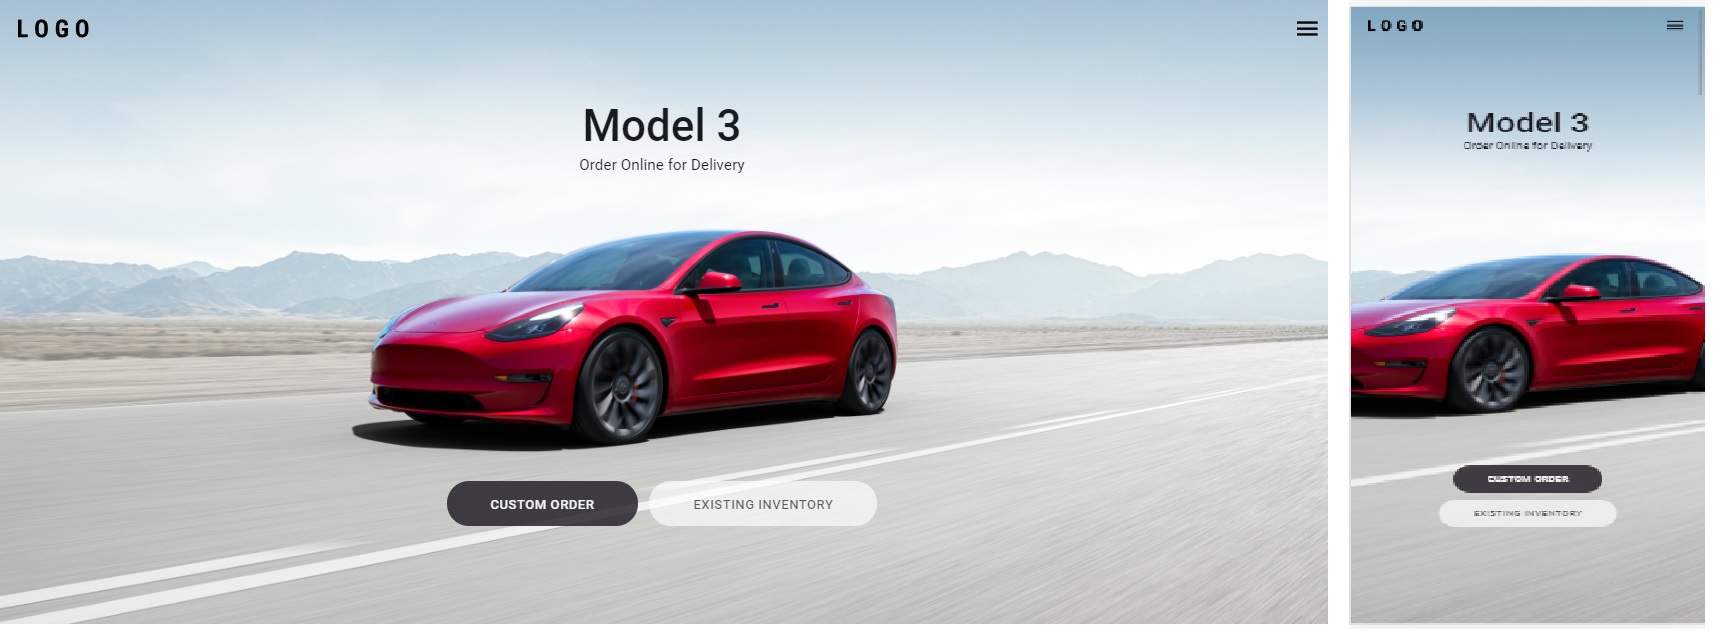 LOGO
Model 3
Order Online for Delivery
CUSTOM ORDER
EXISTING INVENTORY
LOGO
Model 3
Order Online for Delivery
CUSTOM ORDER
EXISTING INVENTORY